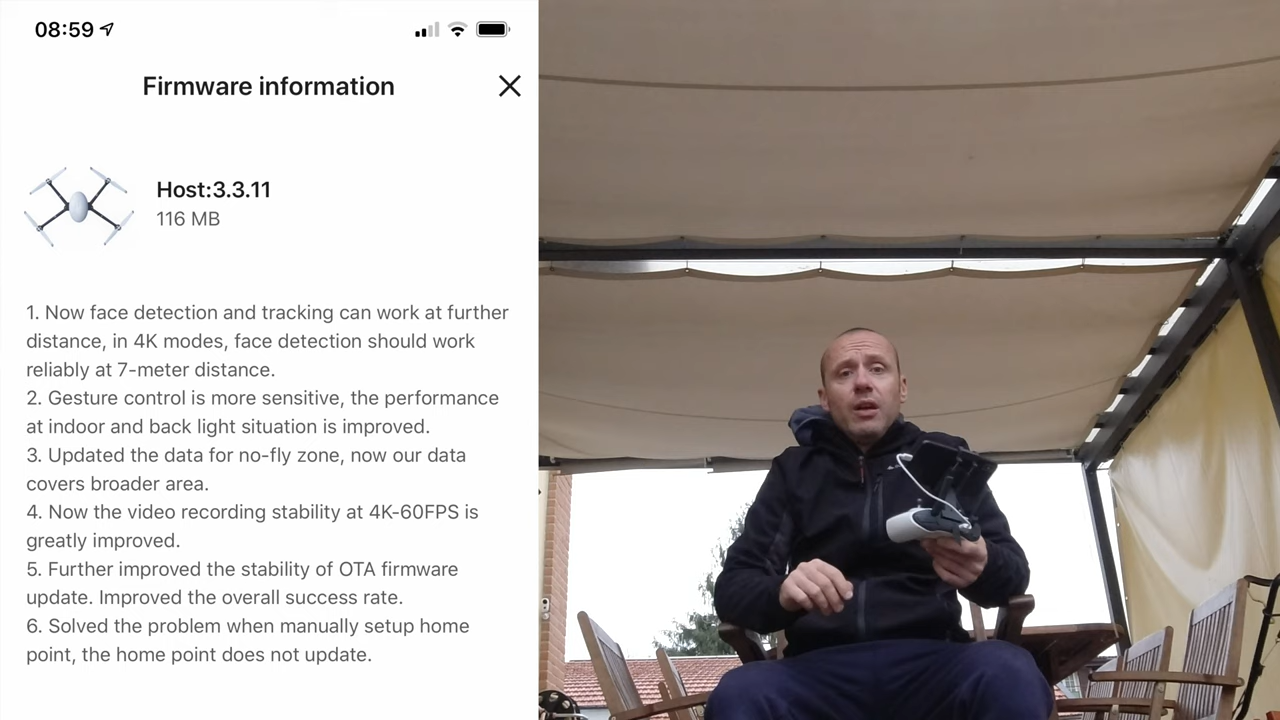 08:59
Firmware information
Host:3.3.11
116 MB
1. Now face detection and tracking can work at further
distance, in 4K modes, face detection should work
reliably at 7-meter distance.
2. Gesture control is more sensitive, the performance
at indoor and back light situation is improved.
3. Updated the data for no-fly zone, now our data
covers broader area.
4. Now the video recording stability at 4K-60FPS is
greatly improved.
5. Further improved the stability of OTA firmware
update. Improved the overall success rate.
6. Solved the problem when manually setup home
point, the home point does not update.